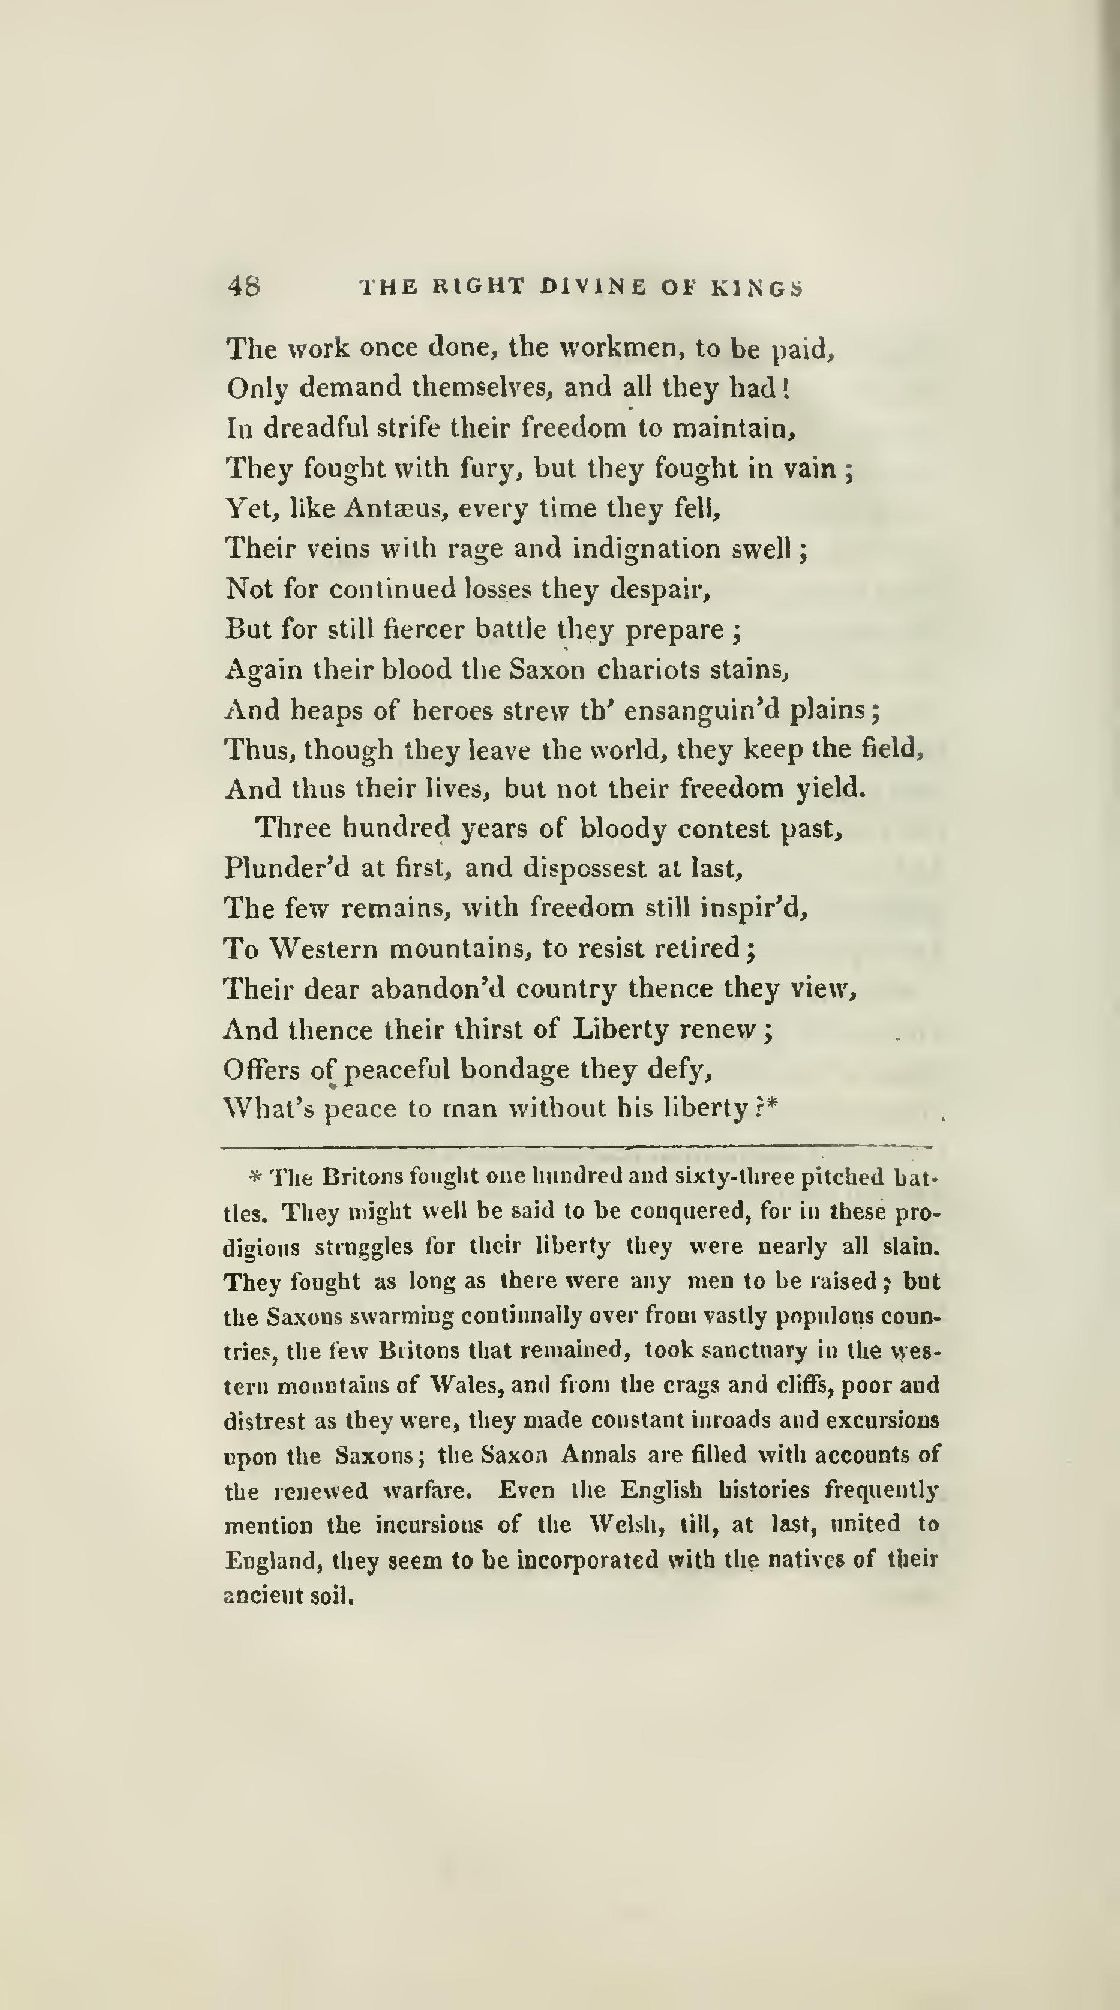 48 THE RIGHT DIVINE OF KINGS
The work once done, the workmen, to be paid,
Only demand themselves, and all they had!
In dreadful strife their freedom to maintain,
They fought with fury, but they fought in vain;
Yet, like Antæus, every time they fell,
Their veins with rage and indignation swell;
Not for continued losses they despair,
But for still fiercer battle they prepare;
Again their blood the Saxon chariots stains,
And heaps of heroes strew th' ensanguin'd plains;
Thus, though they leave the world, they keep the field,
And thus their lives, but not their freedom yield.
Three hundred years of bloody contest past,
Plunder'd at first, and dispossest at last,
The few remains, with freedom still inspir'd,
To Western mountains, to resist retired;
Their dear abandon'd country thence they view,
And thence their thirst of Liberty renew;
Offers of peaceful bondage they defy,
What's peace to man without his liberty?*
* The Britons fought one hundred and sixty-three pitched bat-
tles. They might well be said to be conquered, for in these pro-
digious struggles for their liberty they were nearly all slain.
They fought as long as there were any men to be raised; but
the Saxons swarming continually over from vastly populous coun-
tries, the few Britons that remained, took sanctuary in the wes-
tern mountains of Wales, and from the crags and cliffs, poor and
distrest as they were, they made constant inroads and excursions
upon the Saxons; the Saxon Annals are filled with accounts of
the renewed warfare. Even the English histories frequently
mention the incursions of the Welsh, till, at last, united to
England, they seem to be incorporated with the natives of their
ancient soil.